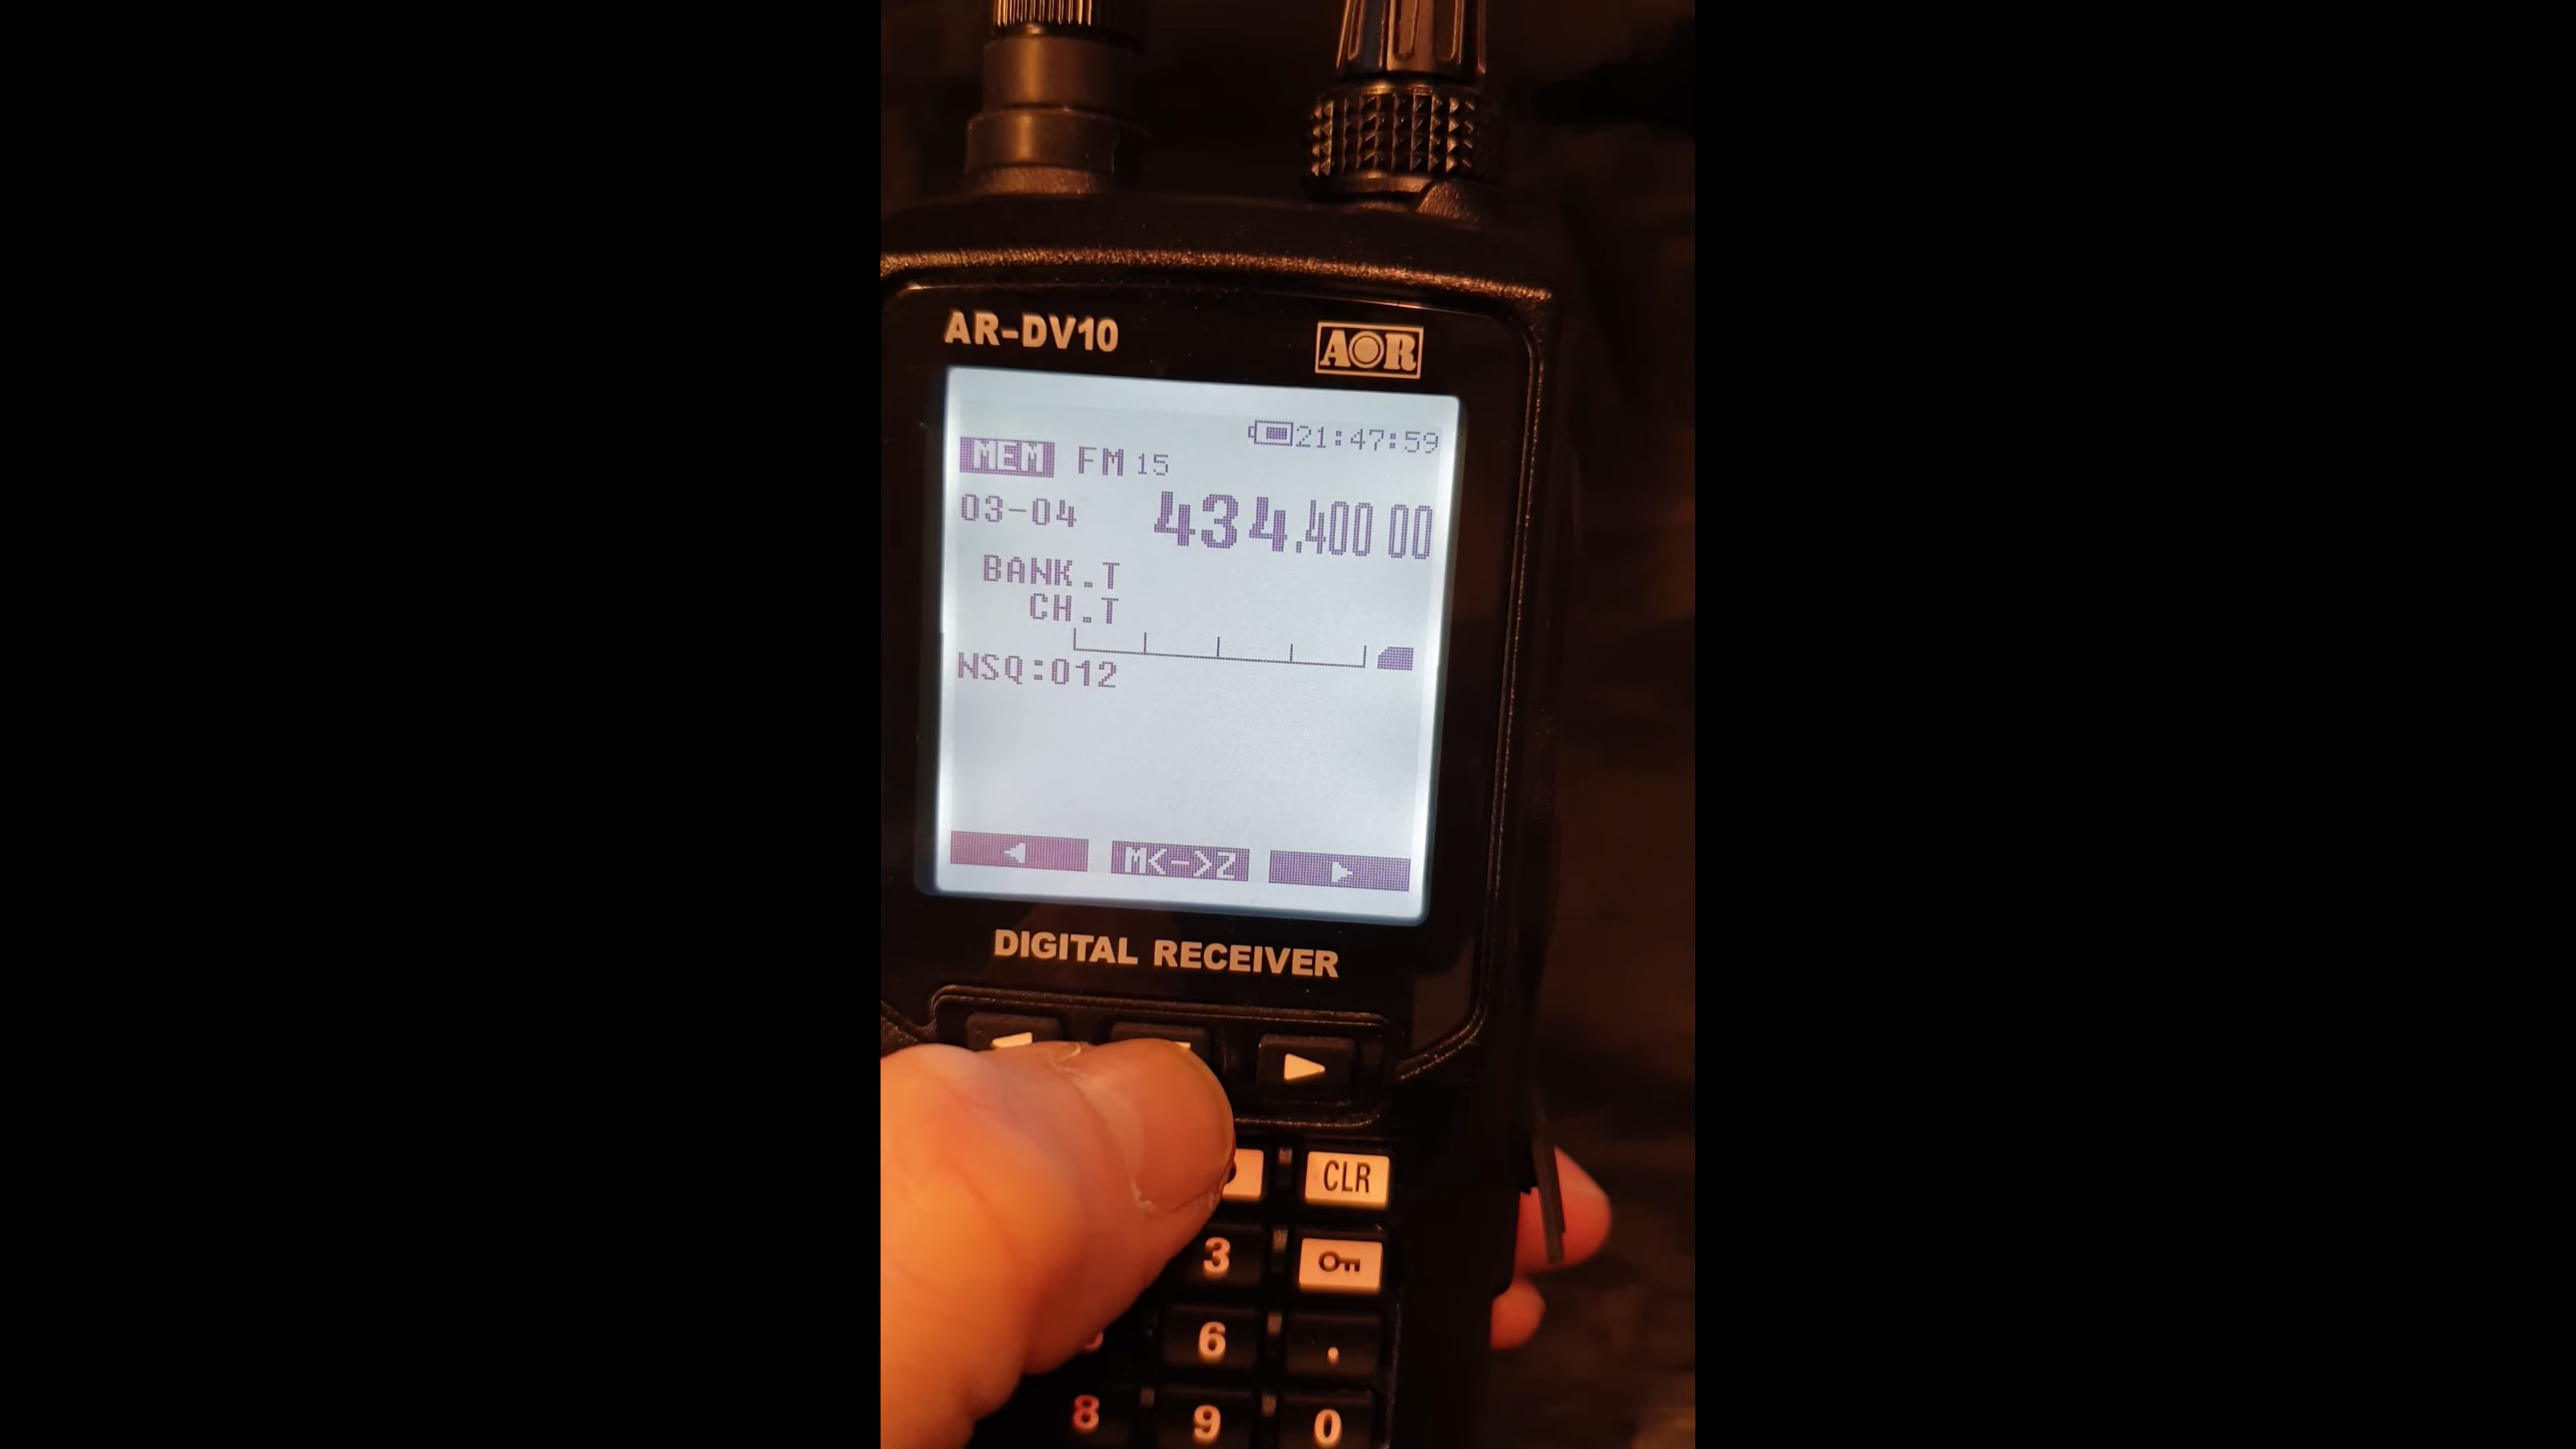 AR-DV10 AOR
21:47:59
MEM FM 15
03-04 434.400 00
BANK.T
CH.T
NSQ:012
M<->Z
DIGITAL RECEIVER
CLR
3
6 .
8 9 0